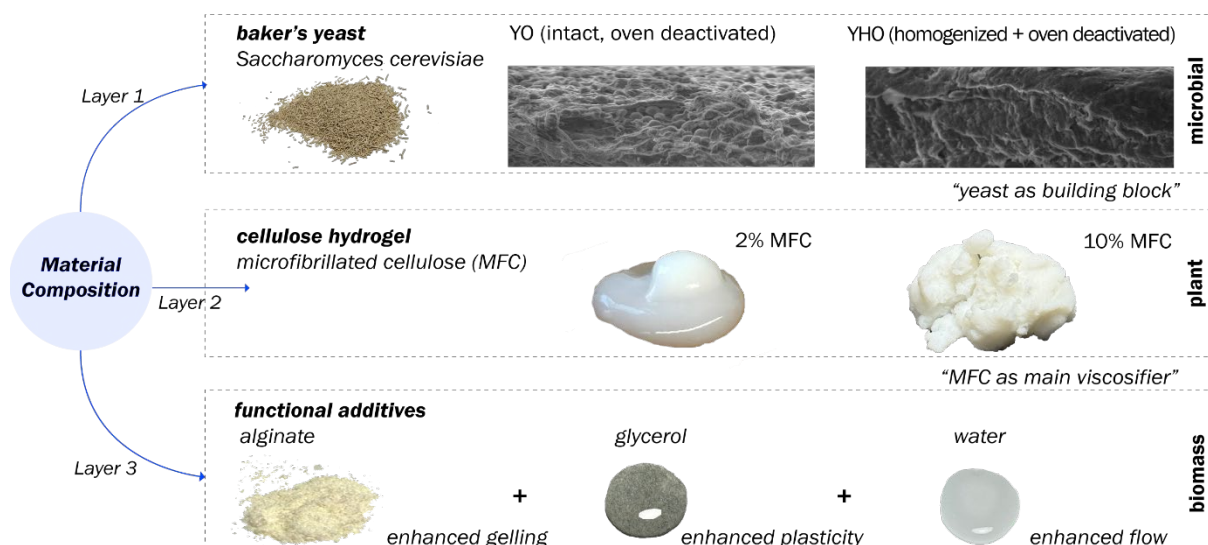 baker's yeast
Saccharomyces cerevisiae
YO (intact, oven deactivated)
YHO (homogenized + oven deactivated)
microbial
Layer 1
"yeast as building block"
Material
Composition
Layer 2
cellulose hydrogel
microfibrillated cellulose (MFC)
2% MFC
10% MFC
plant
"MFC as main viscosifier"
Layer 3
functional additives
alginate
glycerol
water
+
+
enhanced gelling
enhanced plasticity
enhanced flow
biomass